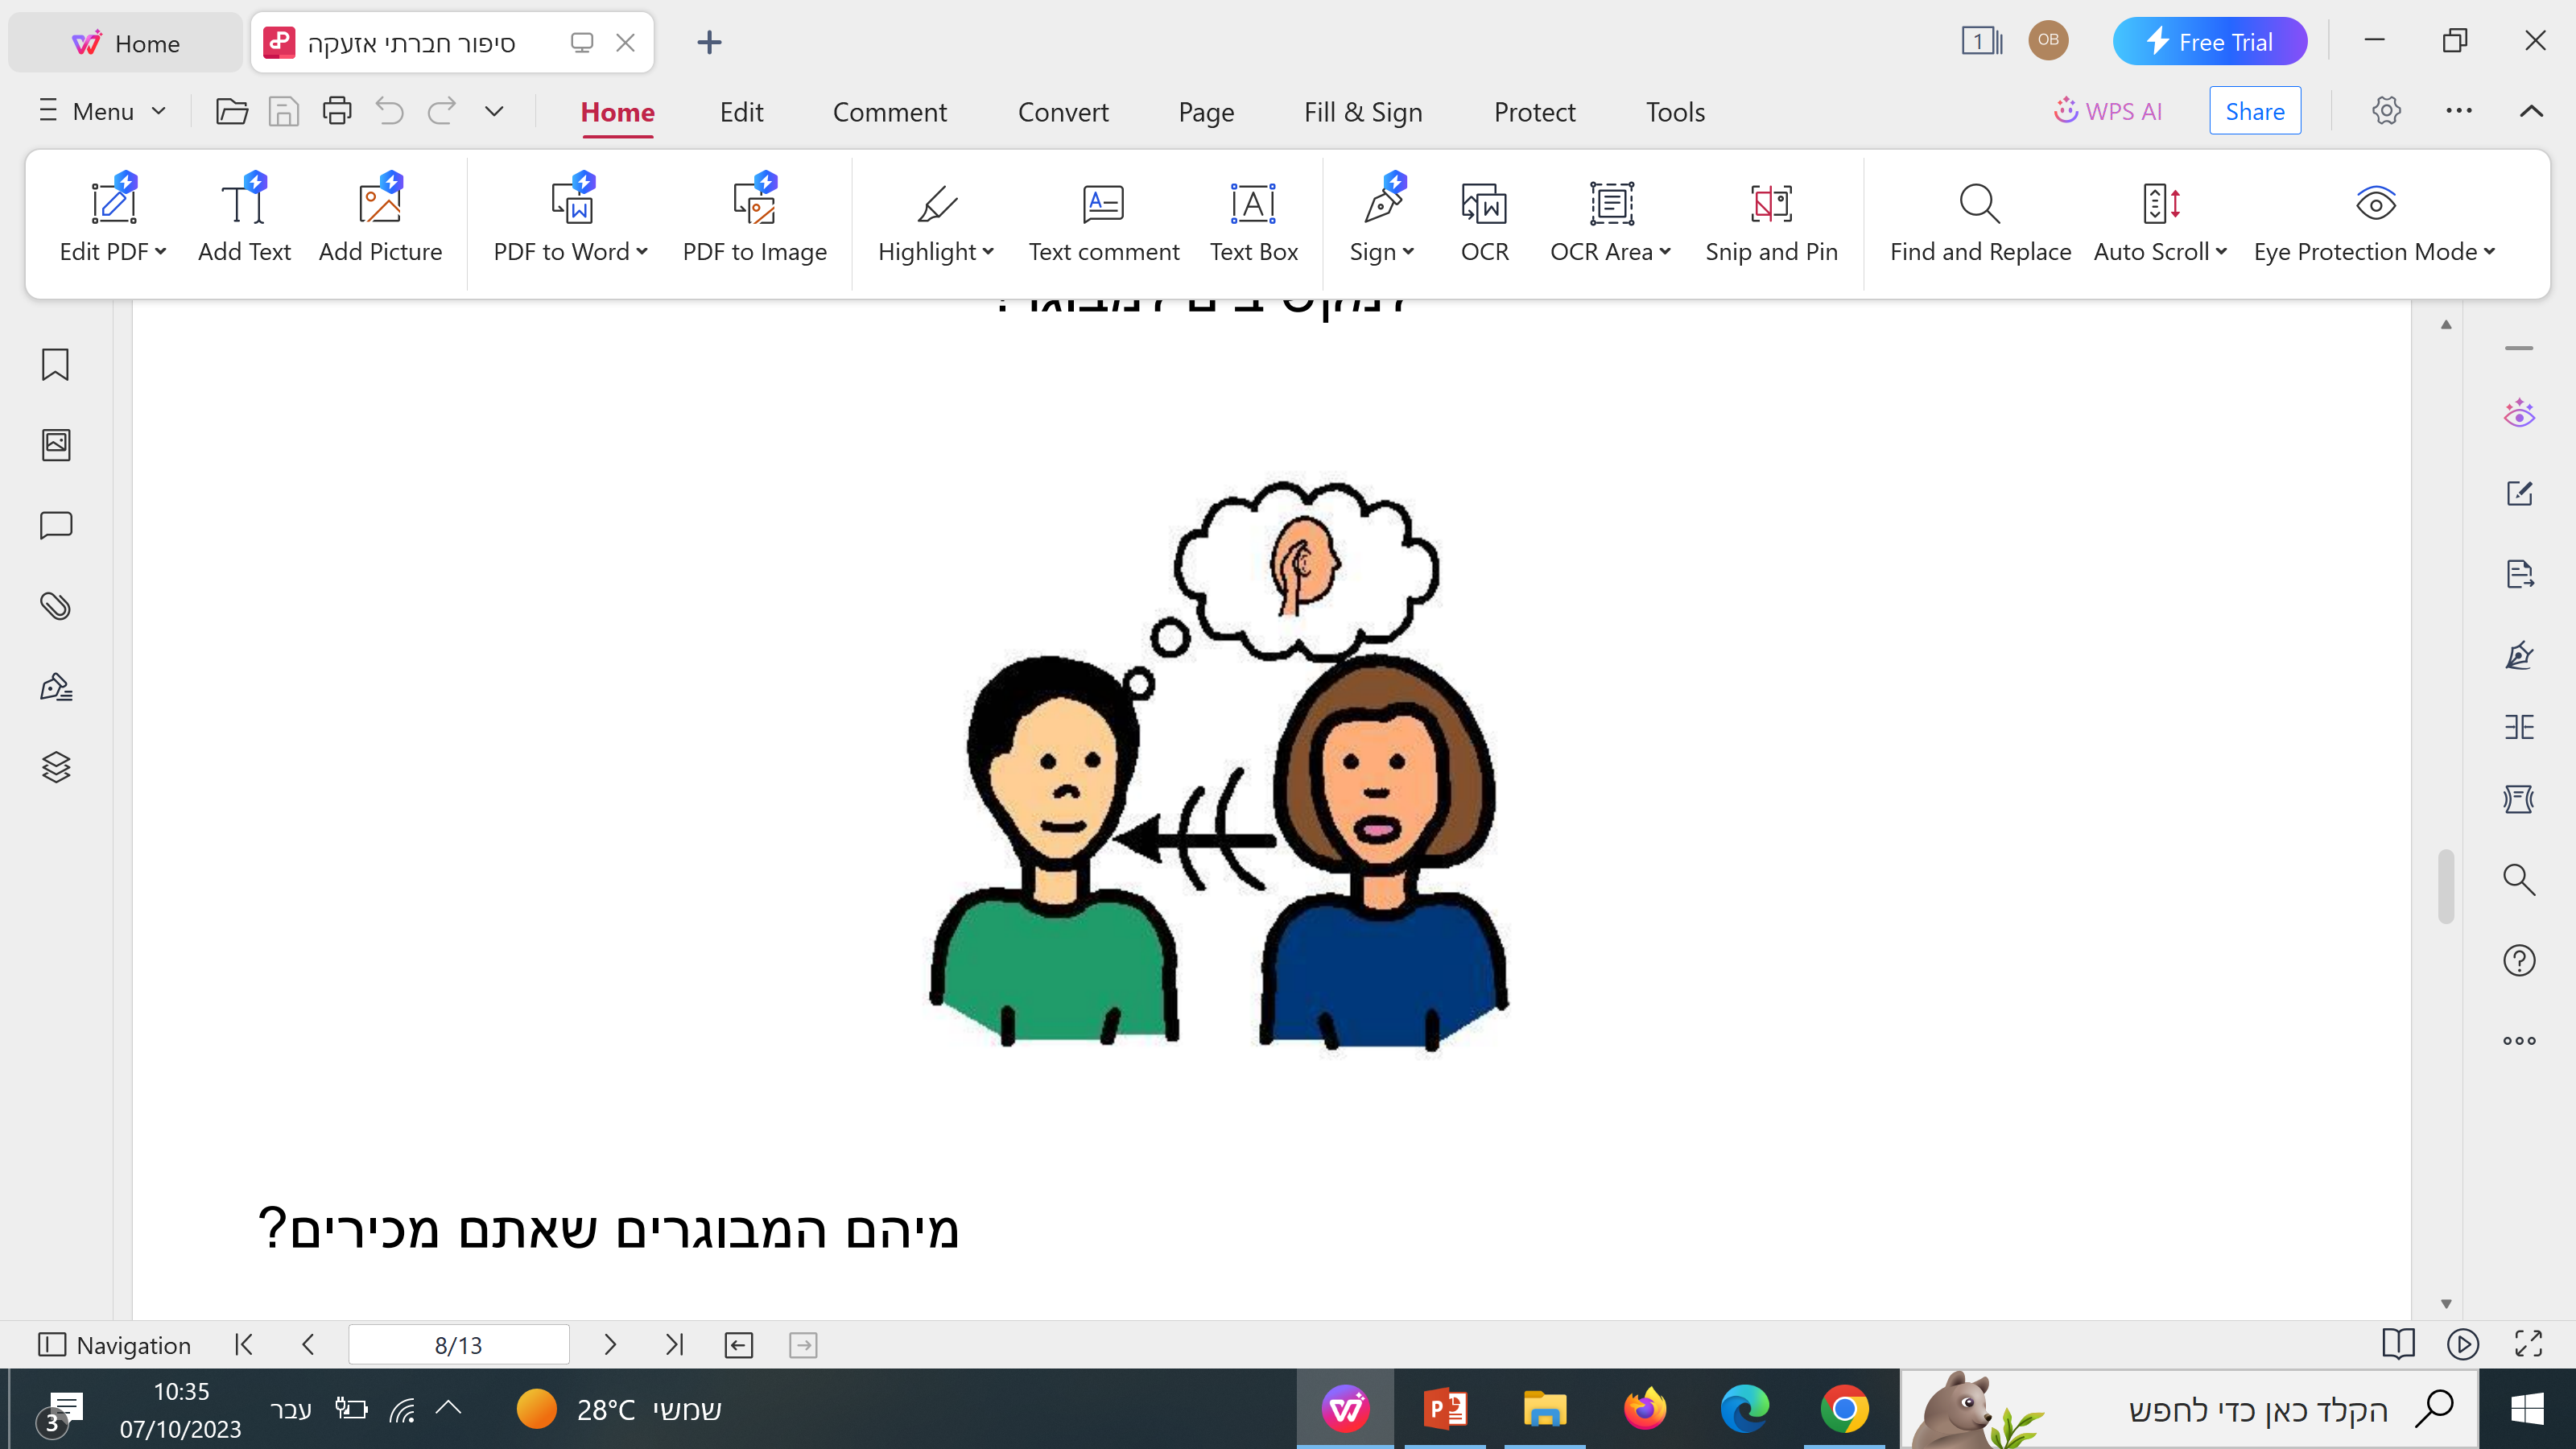 Home
סיפור חברתי אזעקה
1
OB
Free Trial
Menu
Home
Edit
Comment
Convert
Page
Fill & Sign
Protect
Tools
WPS AI
Share
Edit PDF
Add Text
Add Picture
PDF to Word
PDF to Image
Highlight
Text comment
Text Box
Sign
OCR
OCR Area
Snip and Pin
Find and Replace
Auto Scroll
Eye Protection Mode
מיהם המבוגרים שאתם מכירים?
Navigation
8/13
3
10:35
07/10/2023
עבר
28°C שמשי
הקלד כאן כדי לחפש